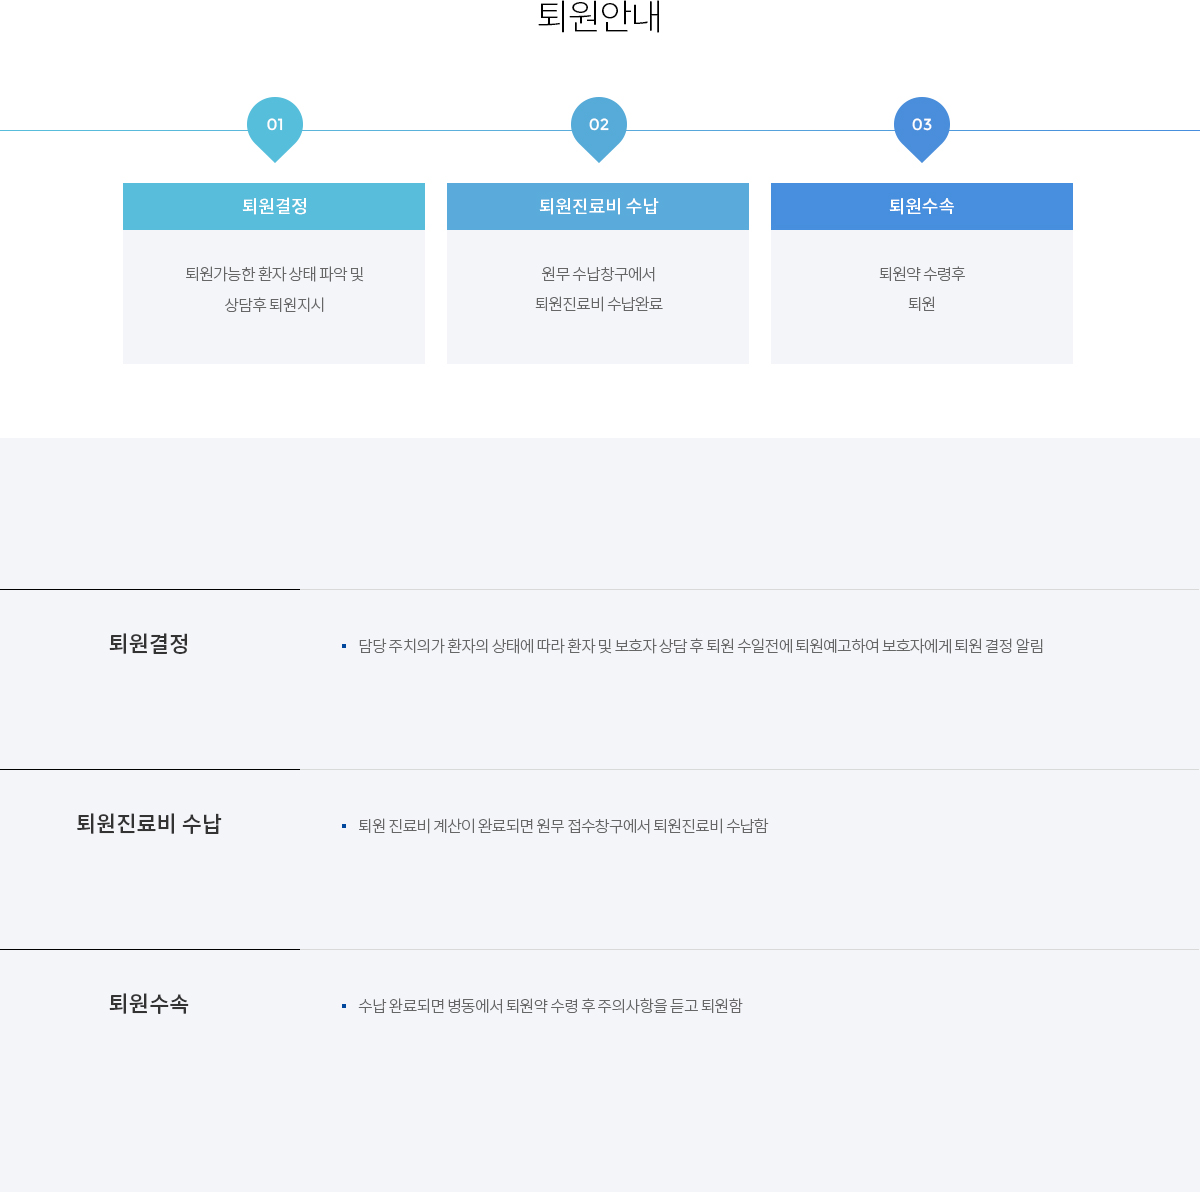 퇴원안내
01
02
03
퇴원결정
퇴원가능한 환자 상태 파악 및
상담후 퇴원지시
퇴원진료비 수납
원무 수납창구에서
퇴원진료비 수납완료
퇴원수속
퇴원약 수령후
퇴원
퇴원결정
담당 주치의가 환자의 상태에 따라 환자 및 보호자 상담 후 퇴원 수일전에 퇴원예고하여 보호자에게 퇴원 결정 알림
퇴원진료비 수납
퇴원 진료비 계산이 완료되면 원무 접수창구에서 퇴원진료비 수납함
퇴원수속
수납 완료되면 병동에서 퇴원약 수령 후 주의사항을 듣고 퇴원함